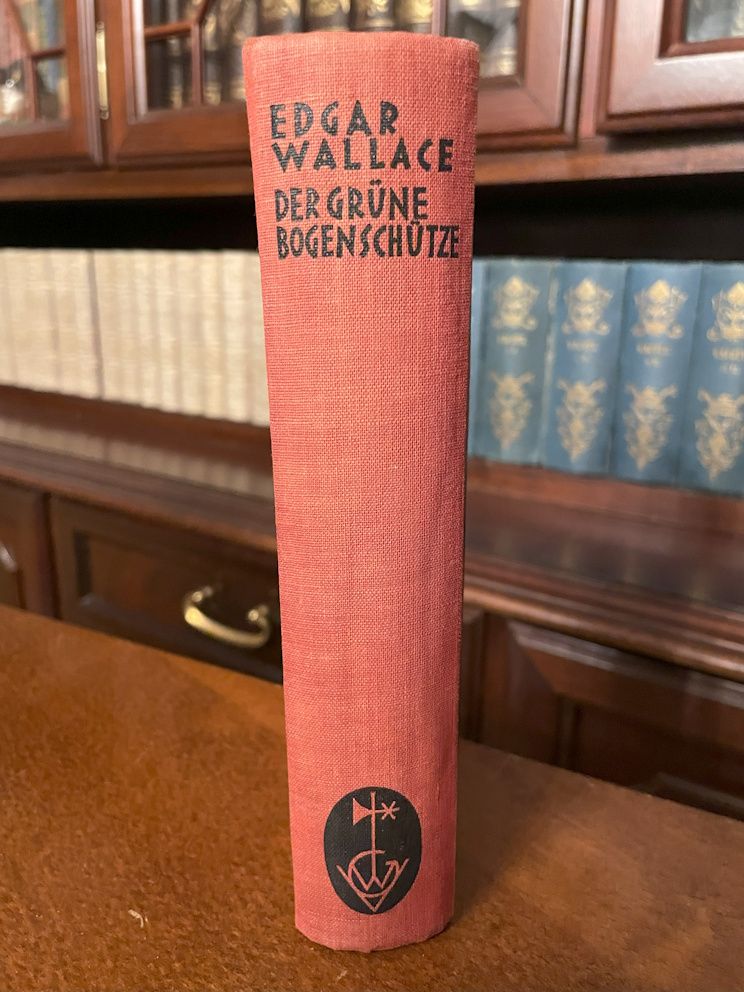 EDGAR
WALLACE
DER GRÜNE
BOGENSCHÜTZE